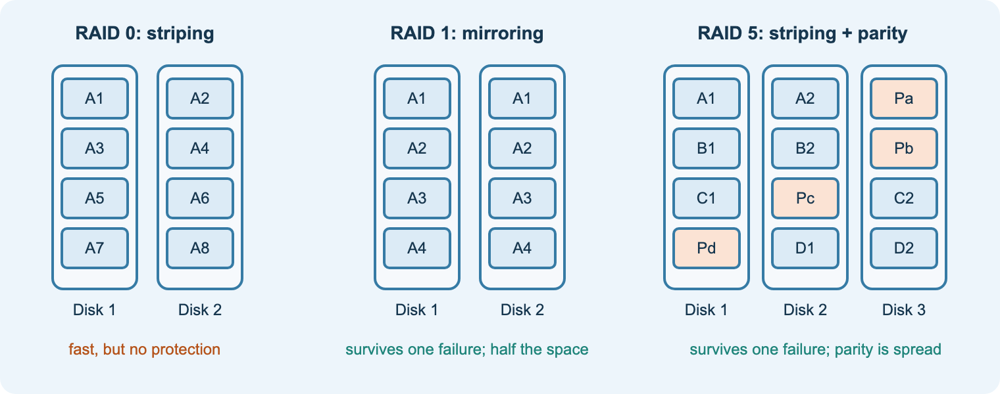 RAID 0: striping
A1 A2
A3 A4
A5 A6
A7 A8
Disk 1 Disk 2
fast, but no protection
RAID 1: mirroring
A1 A1
A2 A2
A3 A3
A4 A4
Disk 1 Disk 2
survives one failure; half the space
RAID 5: striping + parity
A1 A2 Pa
B1 B2 Pb
C1 Pc C2
Pd D1 D2
Disk 1 Disk 2 Disk 3
survives one failure; parity is spread